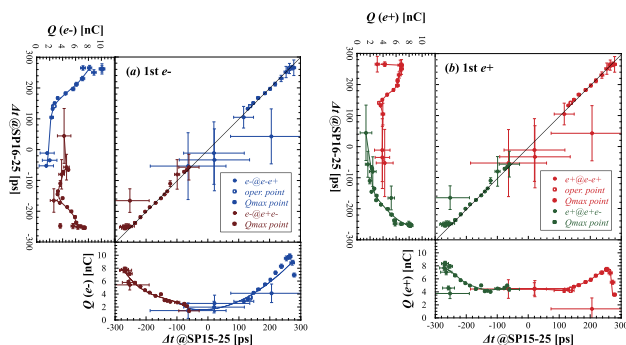 Q (e-) [nC]
0 2 4 6 8 10
300
200
100
0
-100
-200
-300
Δt @SP16-25 [ps]
(a) 1st e-
e-@e-e+
oper. point
Qmax point
e-@e+e-
Qmax point
Q (e-) [nC]
10
8
6
4
2
0
-300 -200 -100 0 100 200 300
Δt @SP15-25 [ps]
Q (e+) [nC]
0 2 4 6 8 10
300
200
100
0
-100
-200
-300
Δt @SP16-25 [ps]
(b) 1st e+
e+@e-e+
oper. point
Qmax point
e+@e+e-
Qmax point
Q (e+) [nC]
10
8
6
4
2
0
-300 -200 -100 0 100 200 300
Δt @SP15-25 [ps]